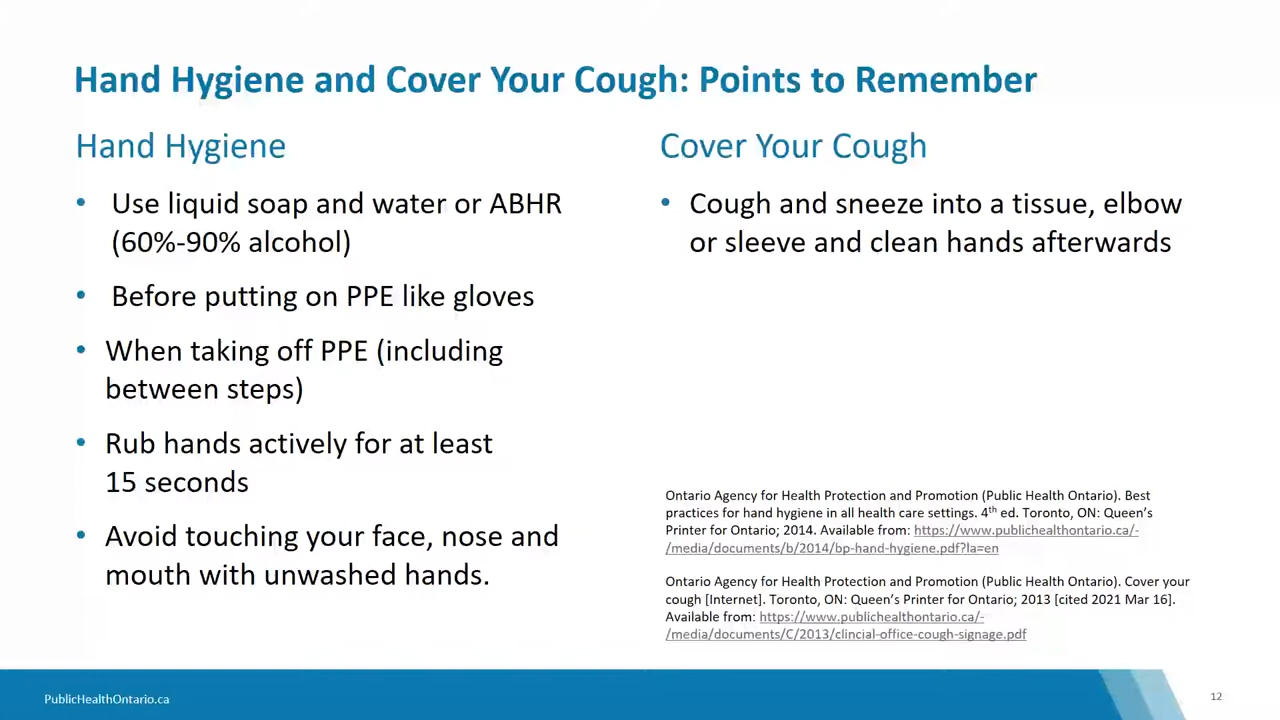 Hand Hygiene and Cover Your Cough: Points to Remember
Hand Hygiene
• Use liquid soap and water or ABHR
(60%-90% alcohol)
• Before putting on PPE like gloves
• When taking off PPE (including
between steps)
• Rub hands actively for at least
15 seconds
• Avoid touching your face, nose and
mouth with unwashed hands.
Cover Your Cough
• Cough and sneeze into a tissue, elbow
or sleeve and clean hands afterwards
Ontario Agency for Health Protection and Promotion (Public Health Ontario). Best
practices for hand hygiene in all health care settings. 4th ed. Toronto, ON: Queen’s
Printer for Ontario; 2014. Available from: https://www.publichealthontario.ca/-
/media/documents/b/2014/bp-hand-hygiene.pdf?la=en
Ontario Agency for Health Protection and Promotion (Public Health Ontario). Cover your
cough [Internet]. Toronto, ON: Queen’s Printer for Ontario; 2013 [cited 2021 Mar 16].
Available from: https://www.publichealthontario.ca/-
/media/documents/C/2013/clincial-office-cough-signage.pdf
PublicHealthOntario.ca
12